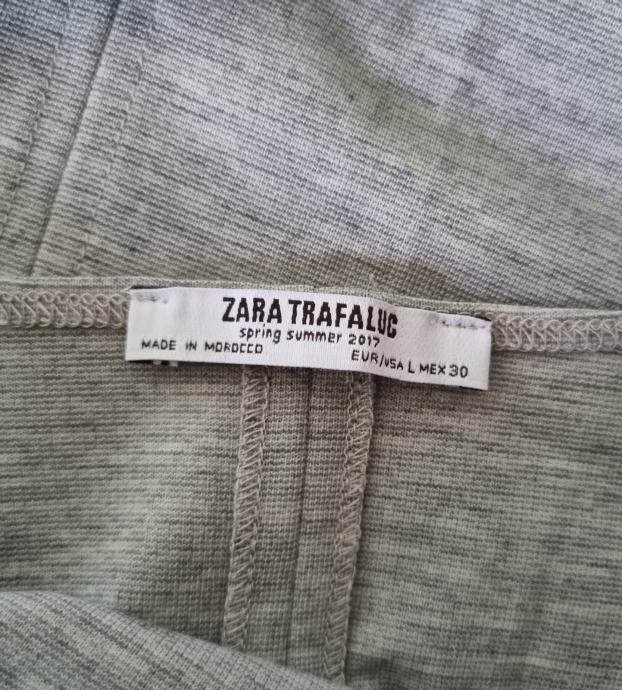 ZARA TRAFALUC
spring summer 2017
MADE IN MOROCCO
EUR/USA L MEX 30